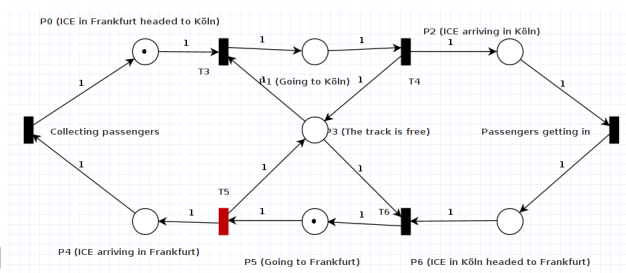 P0 (ICE in Frankfurt headed to Köln)
P2 (ICE arriving in Köln)
1
1
1
1
T3
P1 (Going to Köln)
T4
1
1
1
1
Collecting passengers
P3 (The track is free)
Passengers getting in
1
1
1
1
T5
T6
1
1
1
1
P4 (ICE arriving in Frankfurt)
P5 (Going to Frankfurt)
P6 (ICE in Köln headed to Frankfurt)